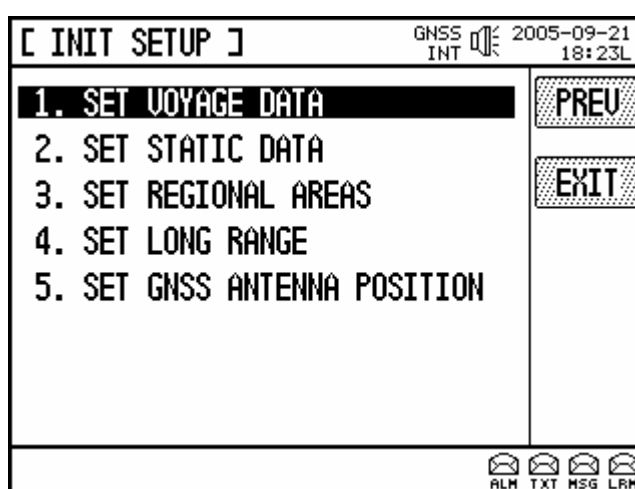 [ INIT SETUP ]
GNSS INT
2005-09-21
18:23L
1. SET VOYAGE DATA
2. SET STATIC DATA
3. SET REGIONAL AREAS
4. SET LONG RANGE
5. SET GNSS ANTENNA POSITION
PREV
EXIT
ALM TXT MSG LRM